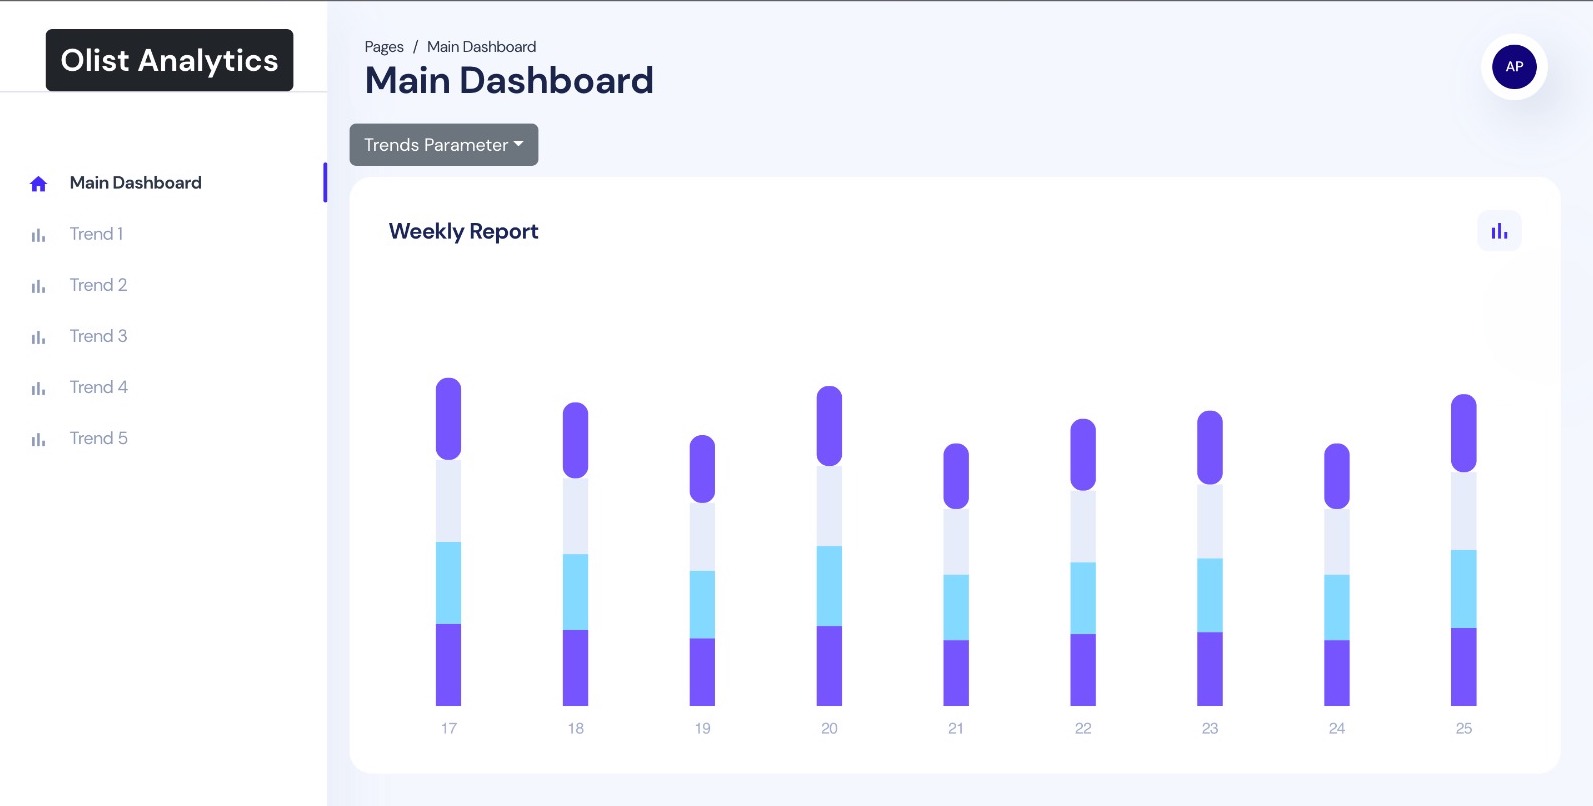 Olist Analytics
Main Dashboard
Trend 1
Trend 2
Trend 3
Trend 4
Trend 5
Pages / Main Dashboard
Main Dashboard
AP
Trends Parameter
Weekly Report
17 18 19 20 21 22 23 24 25